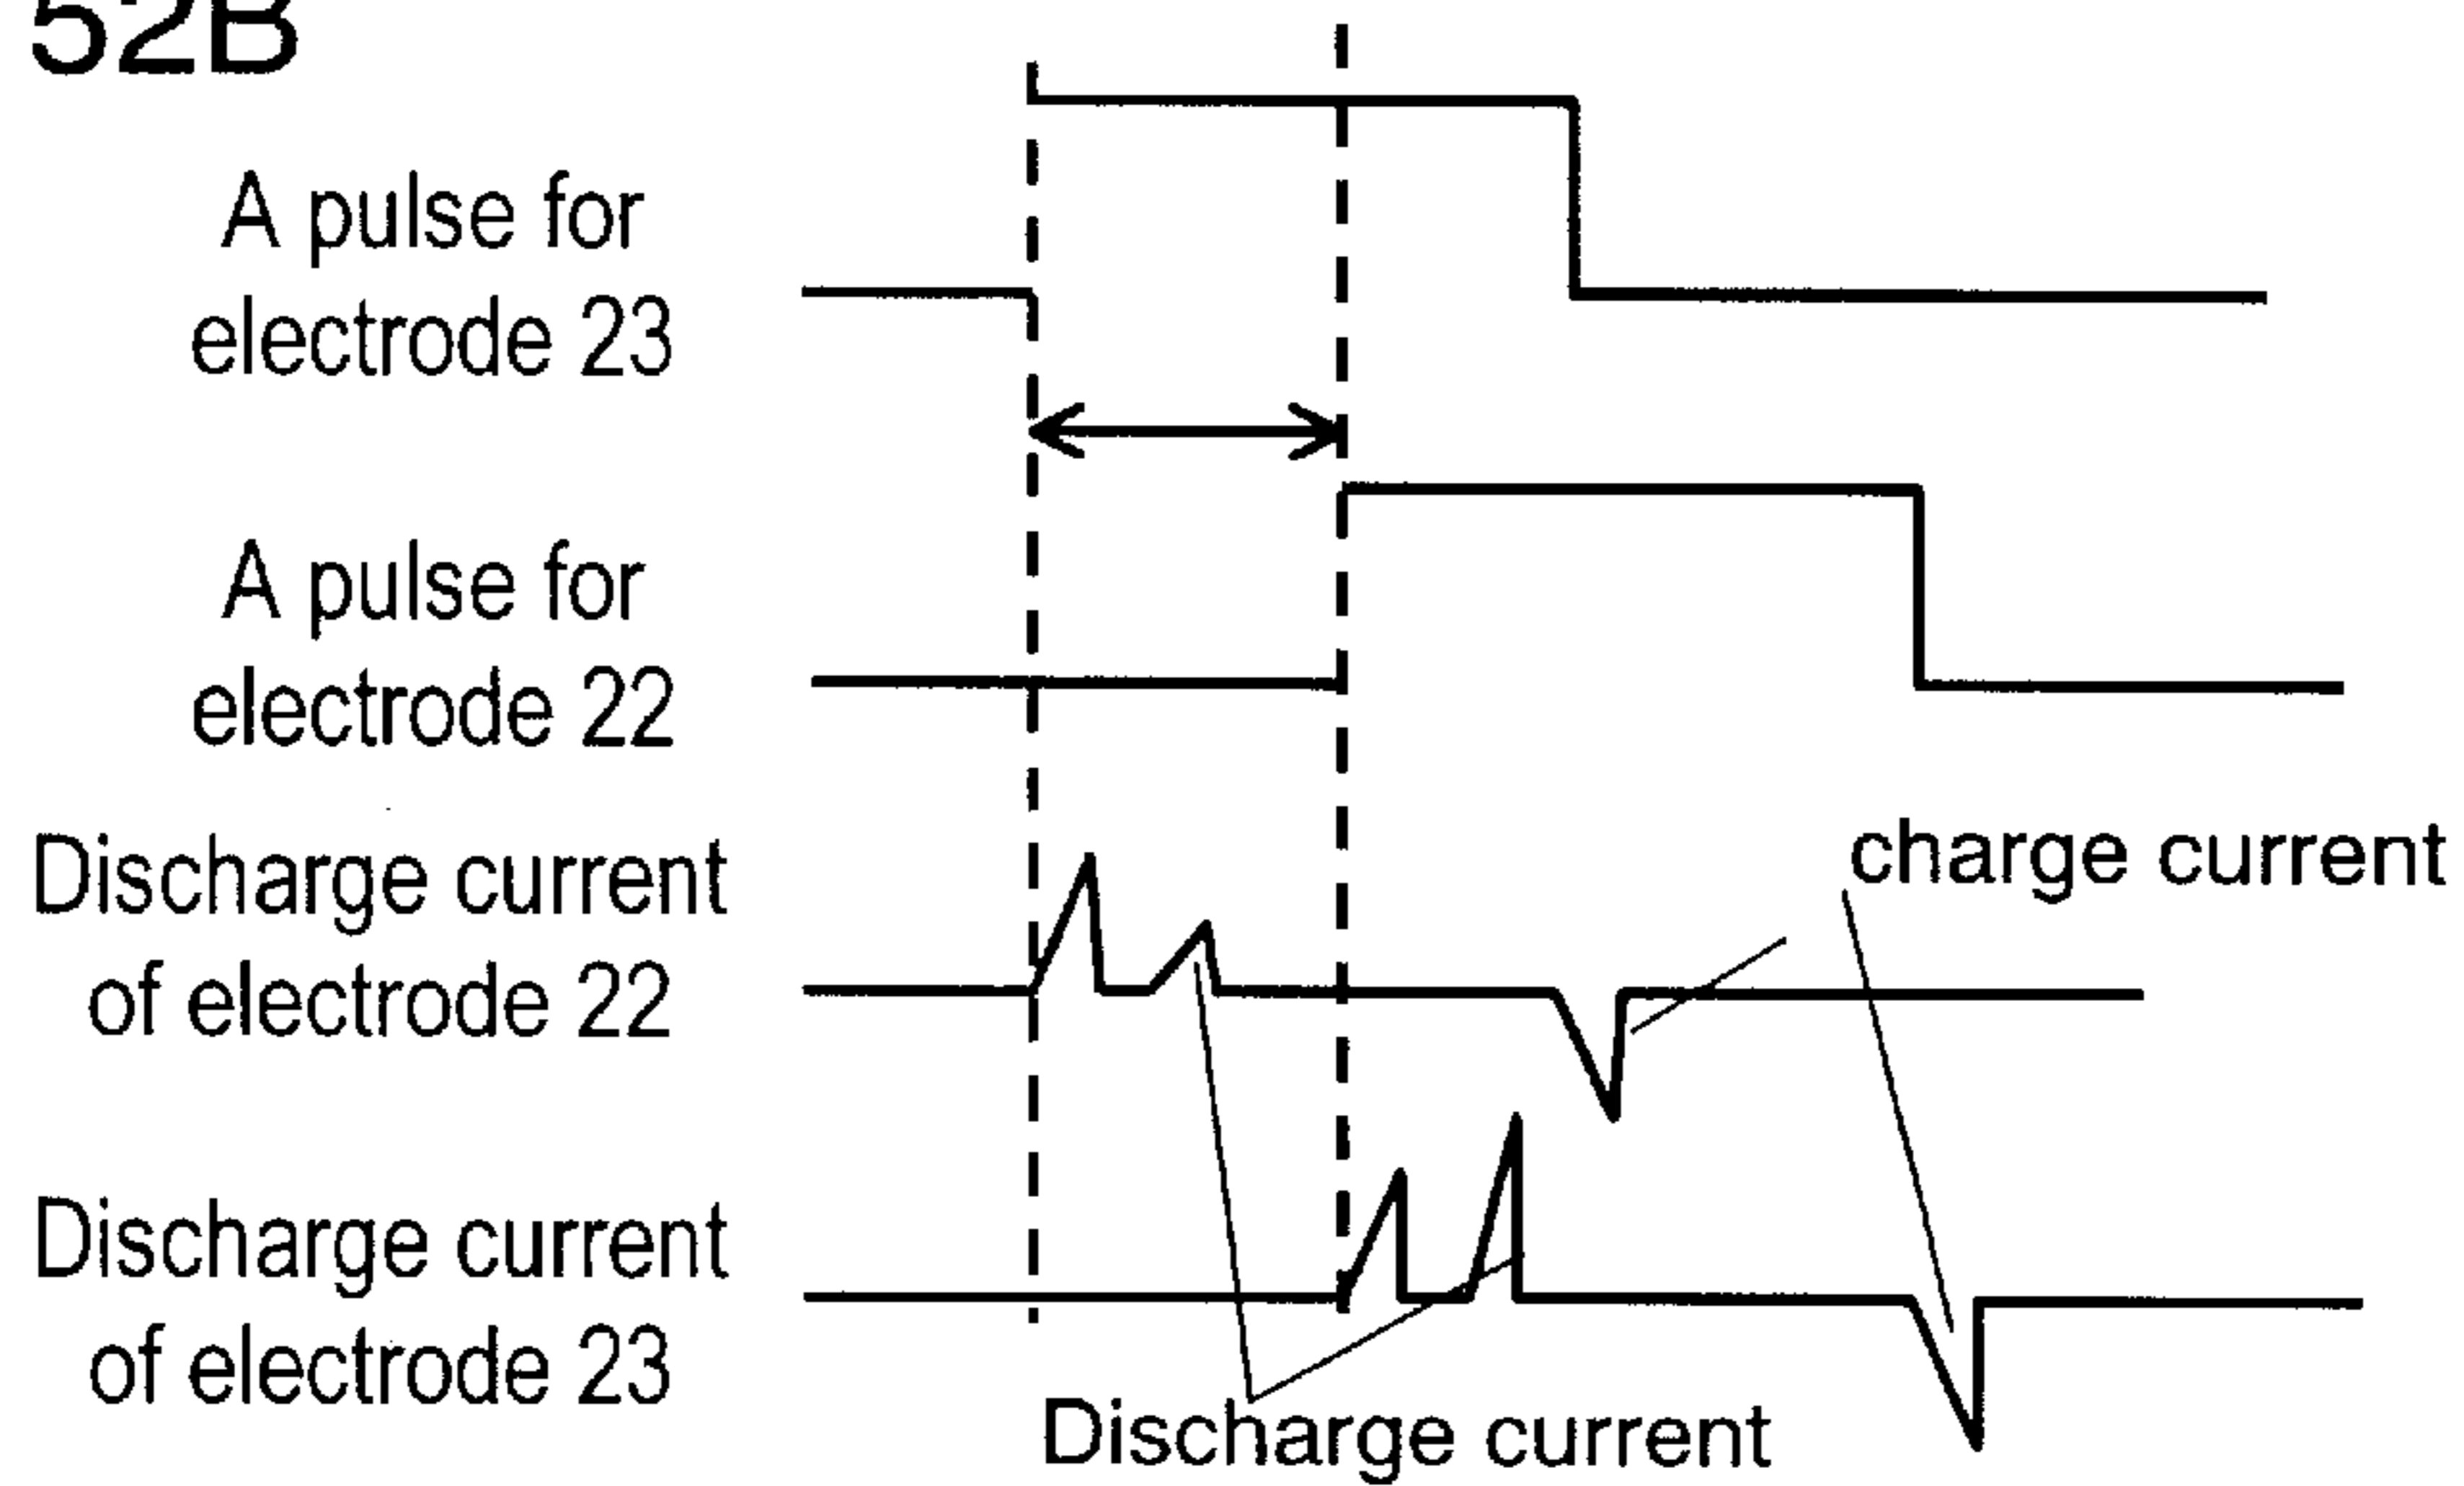 52B
A pulse for
electrode 23
A pulse for
electrode 22
Discharge current
of electrode 22
charge current
Discharge current
of electrode 23
Discharge current